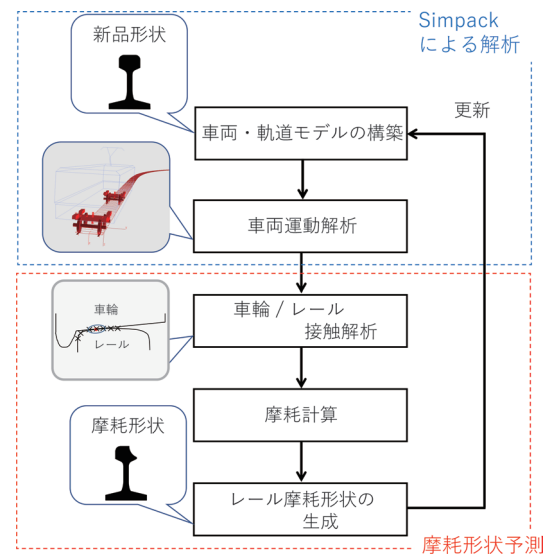 Simpack
による解析
新品形状
更新
車両・軌道モデルの構築
車両運動解析
車輪 / レール
接触解析
車輪
レール
摩耗計算
摩耗形状
レール摩耗形状の
生成
摩耗形状予測